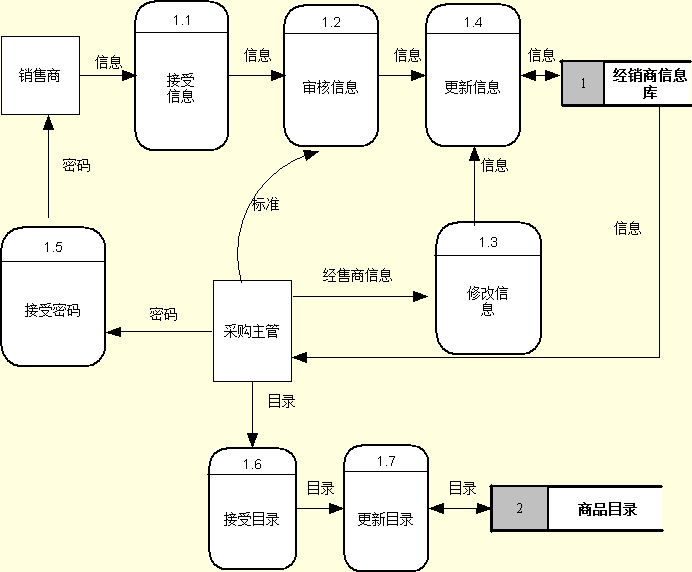 1.1
1.2
1.4
销售商
信息
接受
信息
信息
审核信息
信息
更新信息
信息
1
经销商信息
库
密码
信息
标准
信息
1.5
1.3
接受密码
经售商信息
修改信
息
密码
采购主管
目录
1.6
1.7
接受目录
目录
更新目录
目录
2
商品目录